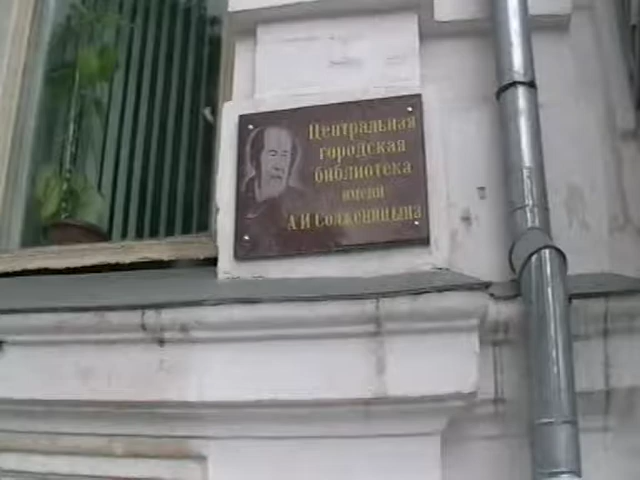 Центральная
городская
библиотека
имени
А И Солженицына